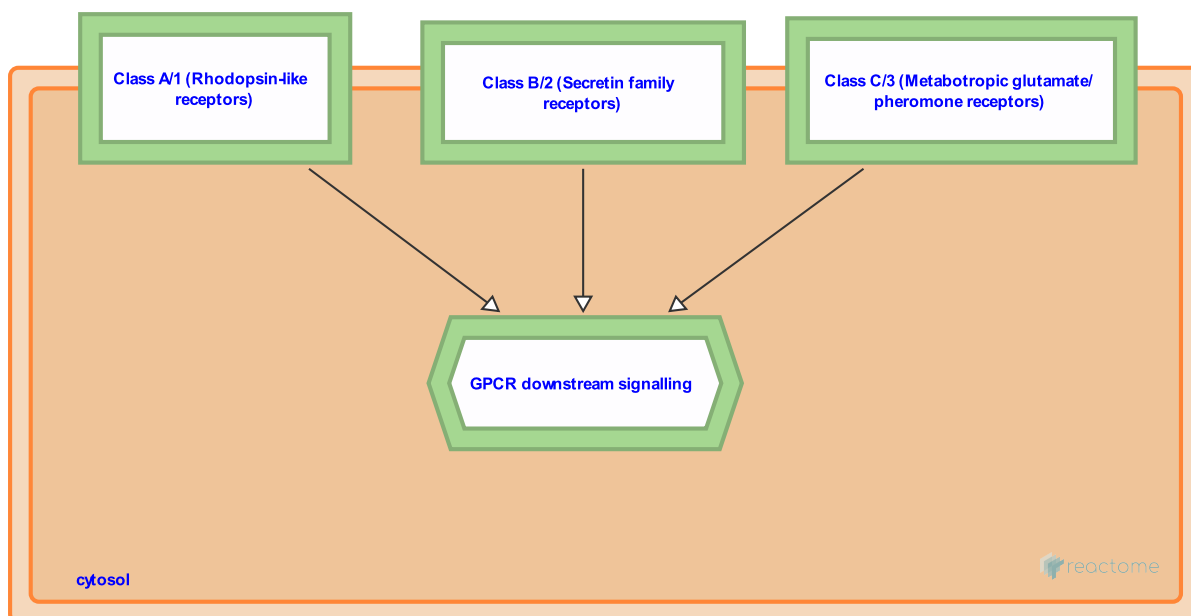 Class A/1 (Rhodopsin-like
receptors)
Class B/2 (Secretin family
receptors)
Class C/3 (Metabotropic glutamate/
pheromone receptors)
GPCR downstream signalling
cytosol
reactome